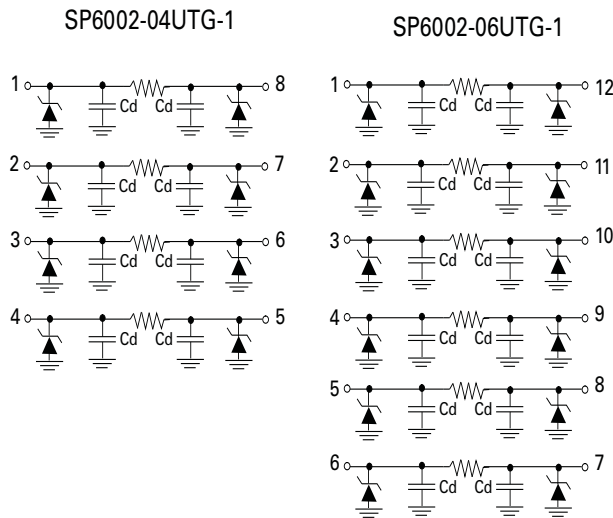 SP6002-04UTG-1
1 Cd Cd 8
2 Cd Cd 7
3 Cd Cd 6
4 Cd Cd 5
SP6002-06UTG-1
1 Cd Cd 12
2 Cd Cd 11
3 Cd Cd 10
4 Cd Cd 9
5 Cd Cd 8
6 Cd Cd 7